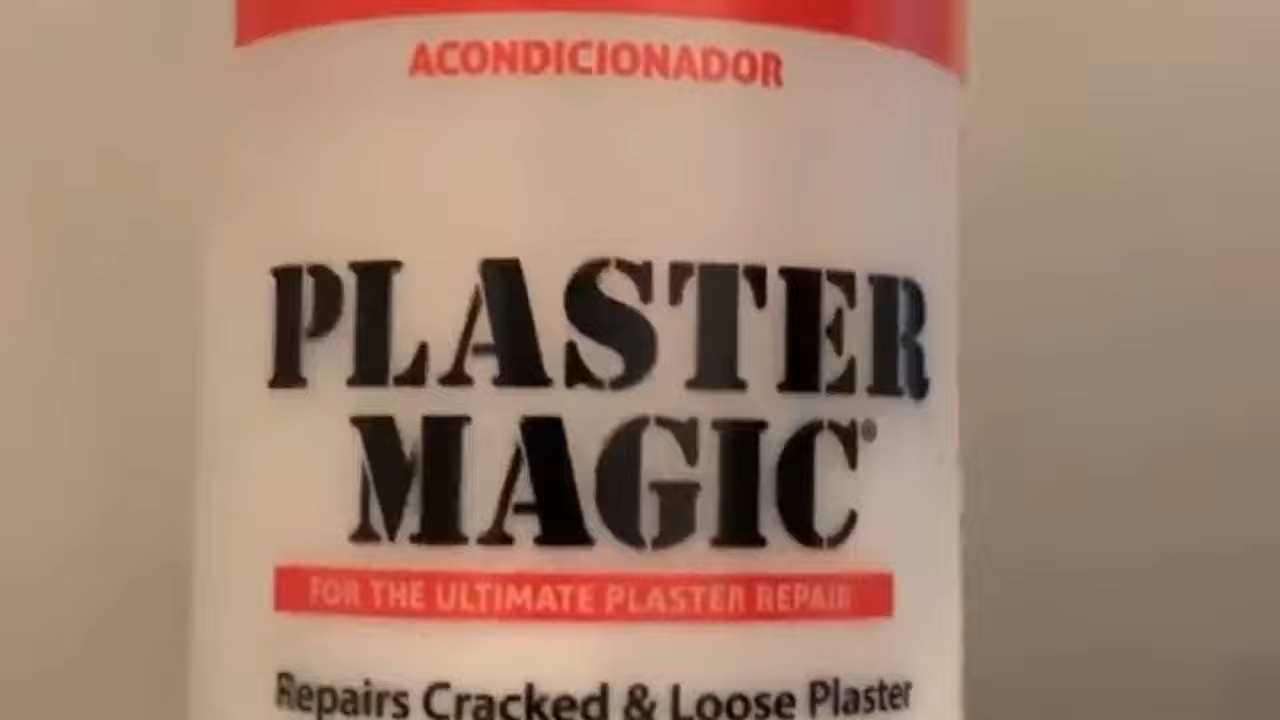 ACONDICIONADOR
PLASTER
MAGIC®
FOR THE ULTIMATE PLASTER REPAIR
Repairs Cracked & Loose Plaster